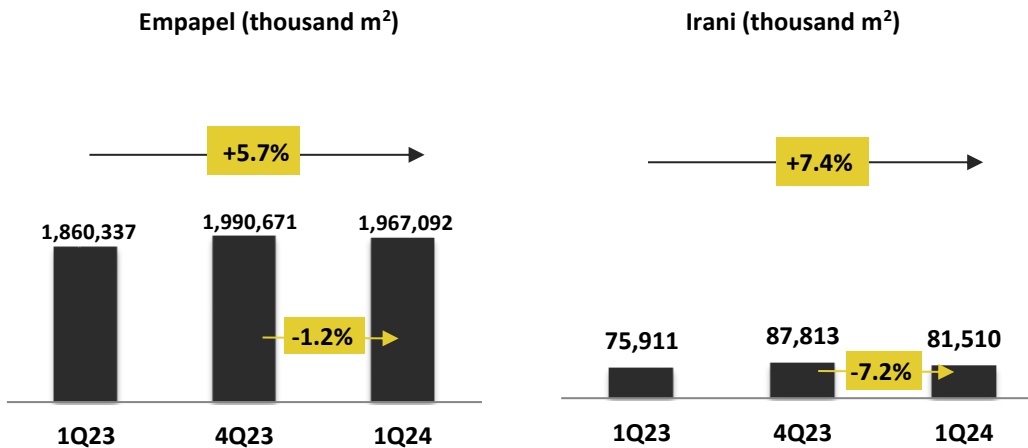 Empapel (thousand m²)
+5.7%
1,860,337
1,990,671
1,967,092
-1.2%
1Q23
4Q23
1Q24
Irani (thousand m²)
+7.4%
75,911
87,813
81,510
-7.2%
1Q23
4Q23
1Q24